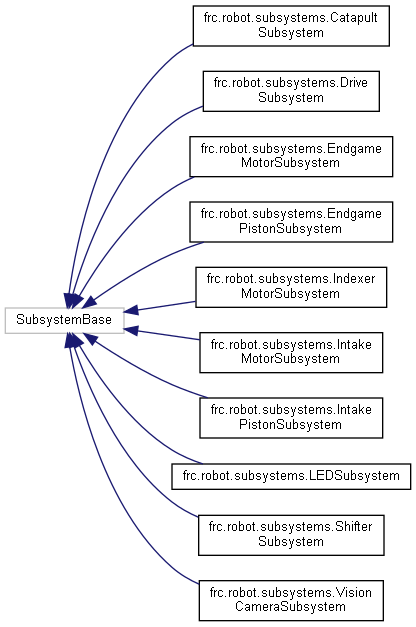 frc.robot.subsystems.Catapult
Subsystem
frc.robot.subsystems.Drive
Subsystem
frc.robot.subsystems.Endgame
MotorSubsystem
frc.robot.subsystems.Endgame
PistonSubsystem
frc.robot.subsystems.Indexer
MotorSubsystem
SubsystemBase
frc.robot.subsystems.Intake
MotorSubsystem
frc.robot.subsystems.Intake
PistonSubsystem
frc.robot.subsystems.LEDSubsystem
frc.robot.subsystems.Shifter
Subsystem
frc.robot.subsystems.Vision
CameraSubsystem